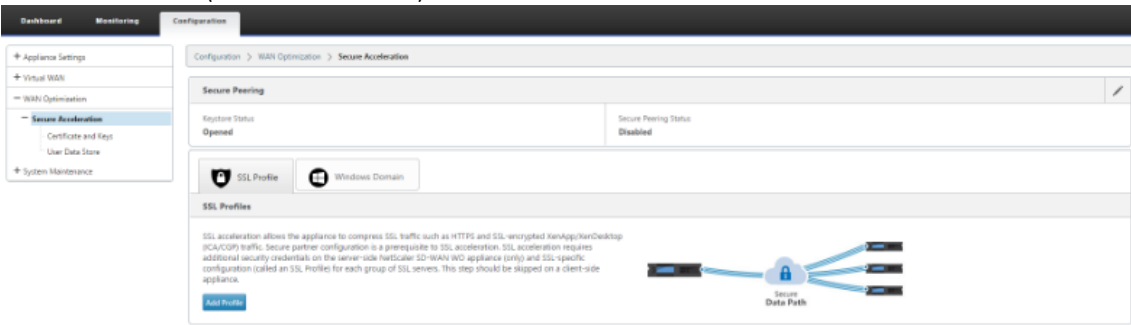 Dashboard Monitoring Configuration
+ Appliance Settings
+ Virtual WAN
− WAN Optimization
− Secure Acceleration
Certificate and Keys
User Data Store
+ System Maintenance
Configuration > WAN Optimization > Secure Acceleration
Secure Peering
Keystore Status
Opened
Secure Peering Status
Disabled
SSL Profile Windows Domain
SSL Profiles
SSL acceleration allows the appliance to compress SSL traffic such as HTTPS and SSL-encrypted XenApp/XenDesktop
(ICA/CGP) traffic. Secure partner configuration is a prerequisite to SSL acceleration. SSL acceleration requires
additional security credentials on the server-side NetScaler SD-WAN WO appliance (only) and SSL-specific
configuration (called an SSL Profile) for each group of SSL servers. This step should be skipped on a client-side
appliance.
Add Profile
Secure
Data Path